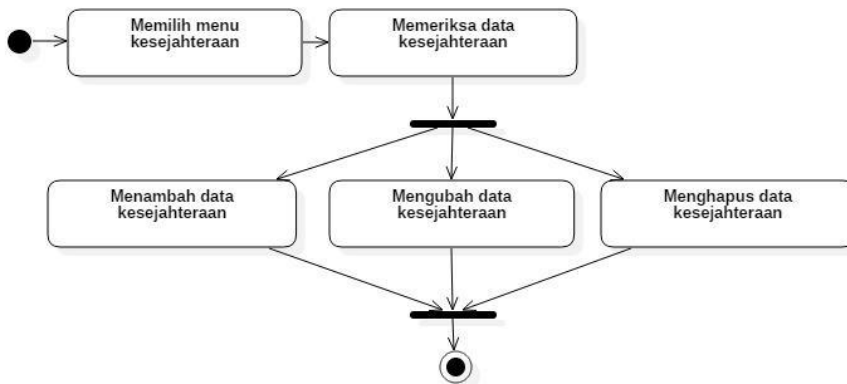 Memilih menu
kesejahteraan
Memeriksa data
kesejahteraan
Menambah data
kesejahteraan
Mengubah data
kesejahteraan
Menghapus data
kesejahteraan